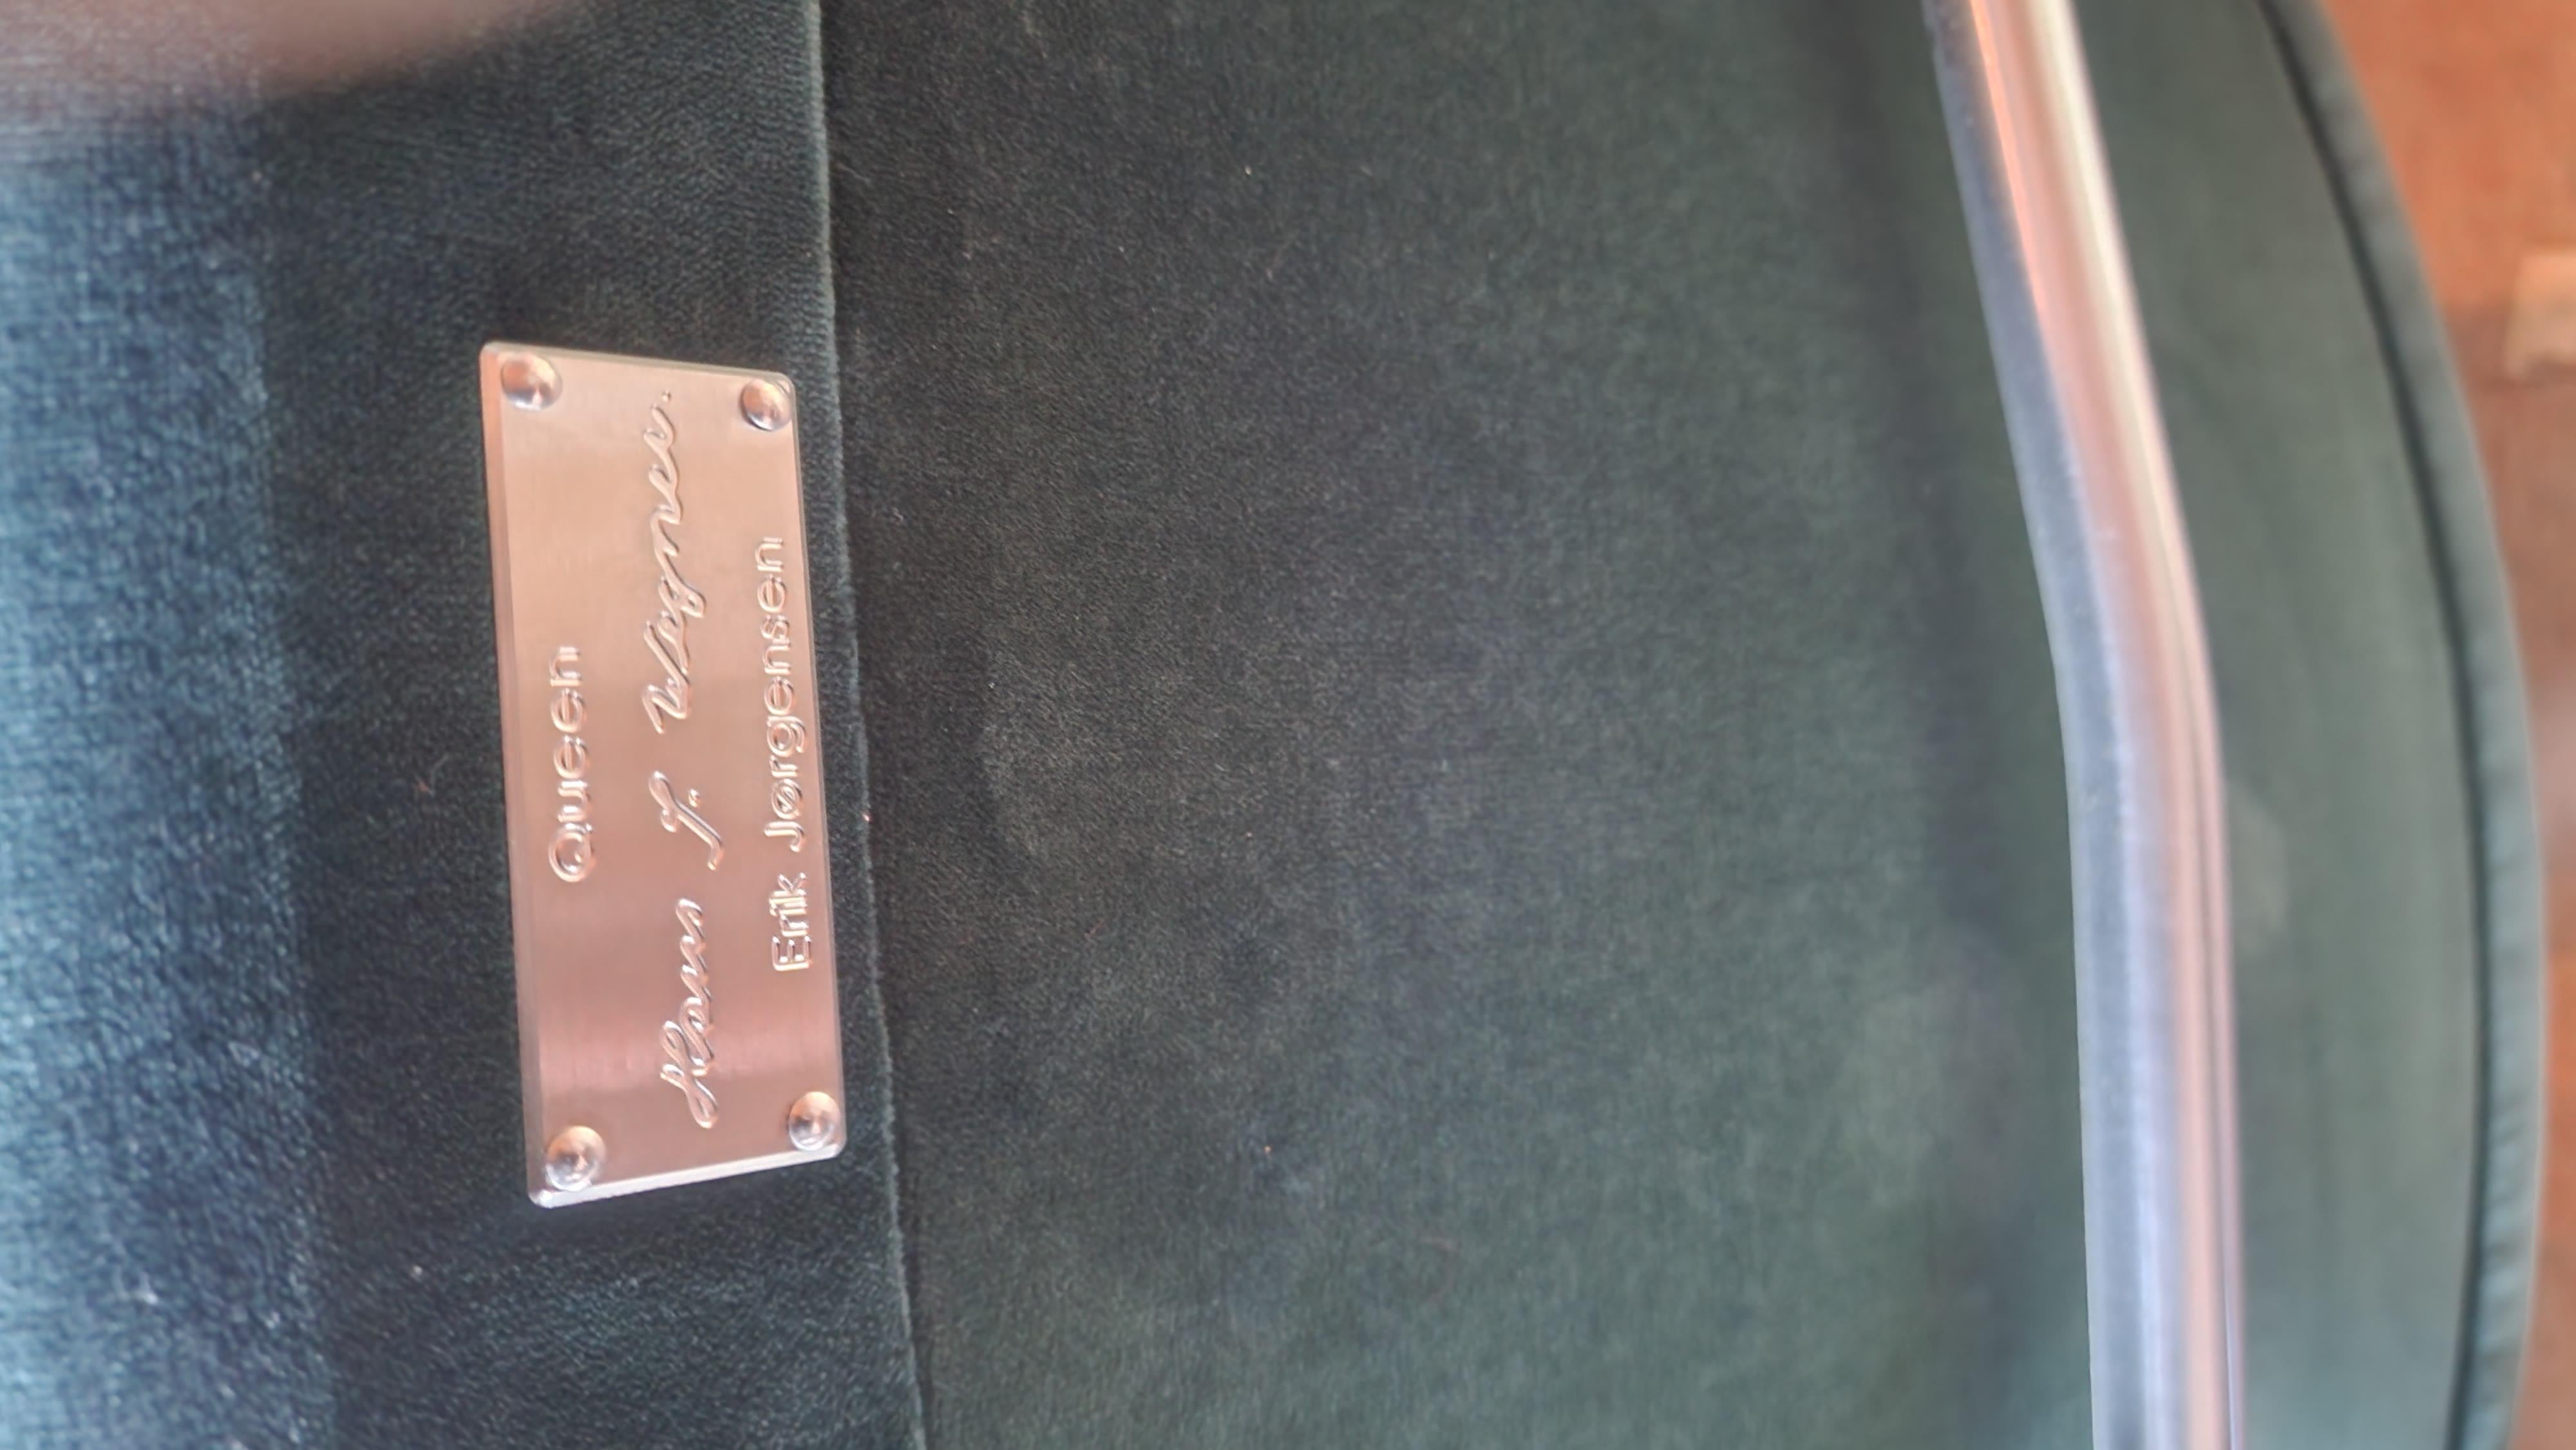 Queen
Hans J. Wegner.
Erik Jørgensen